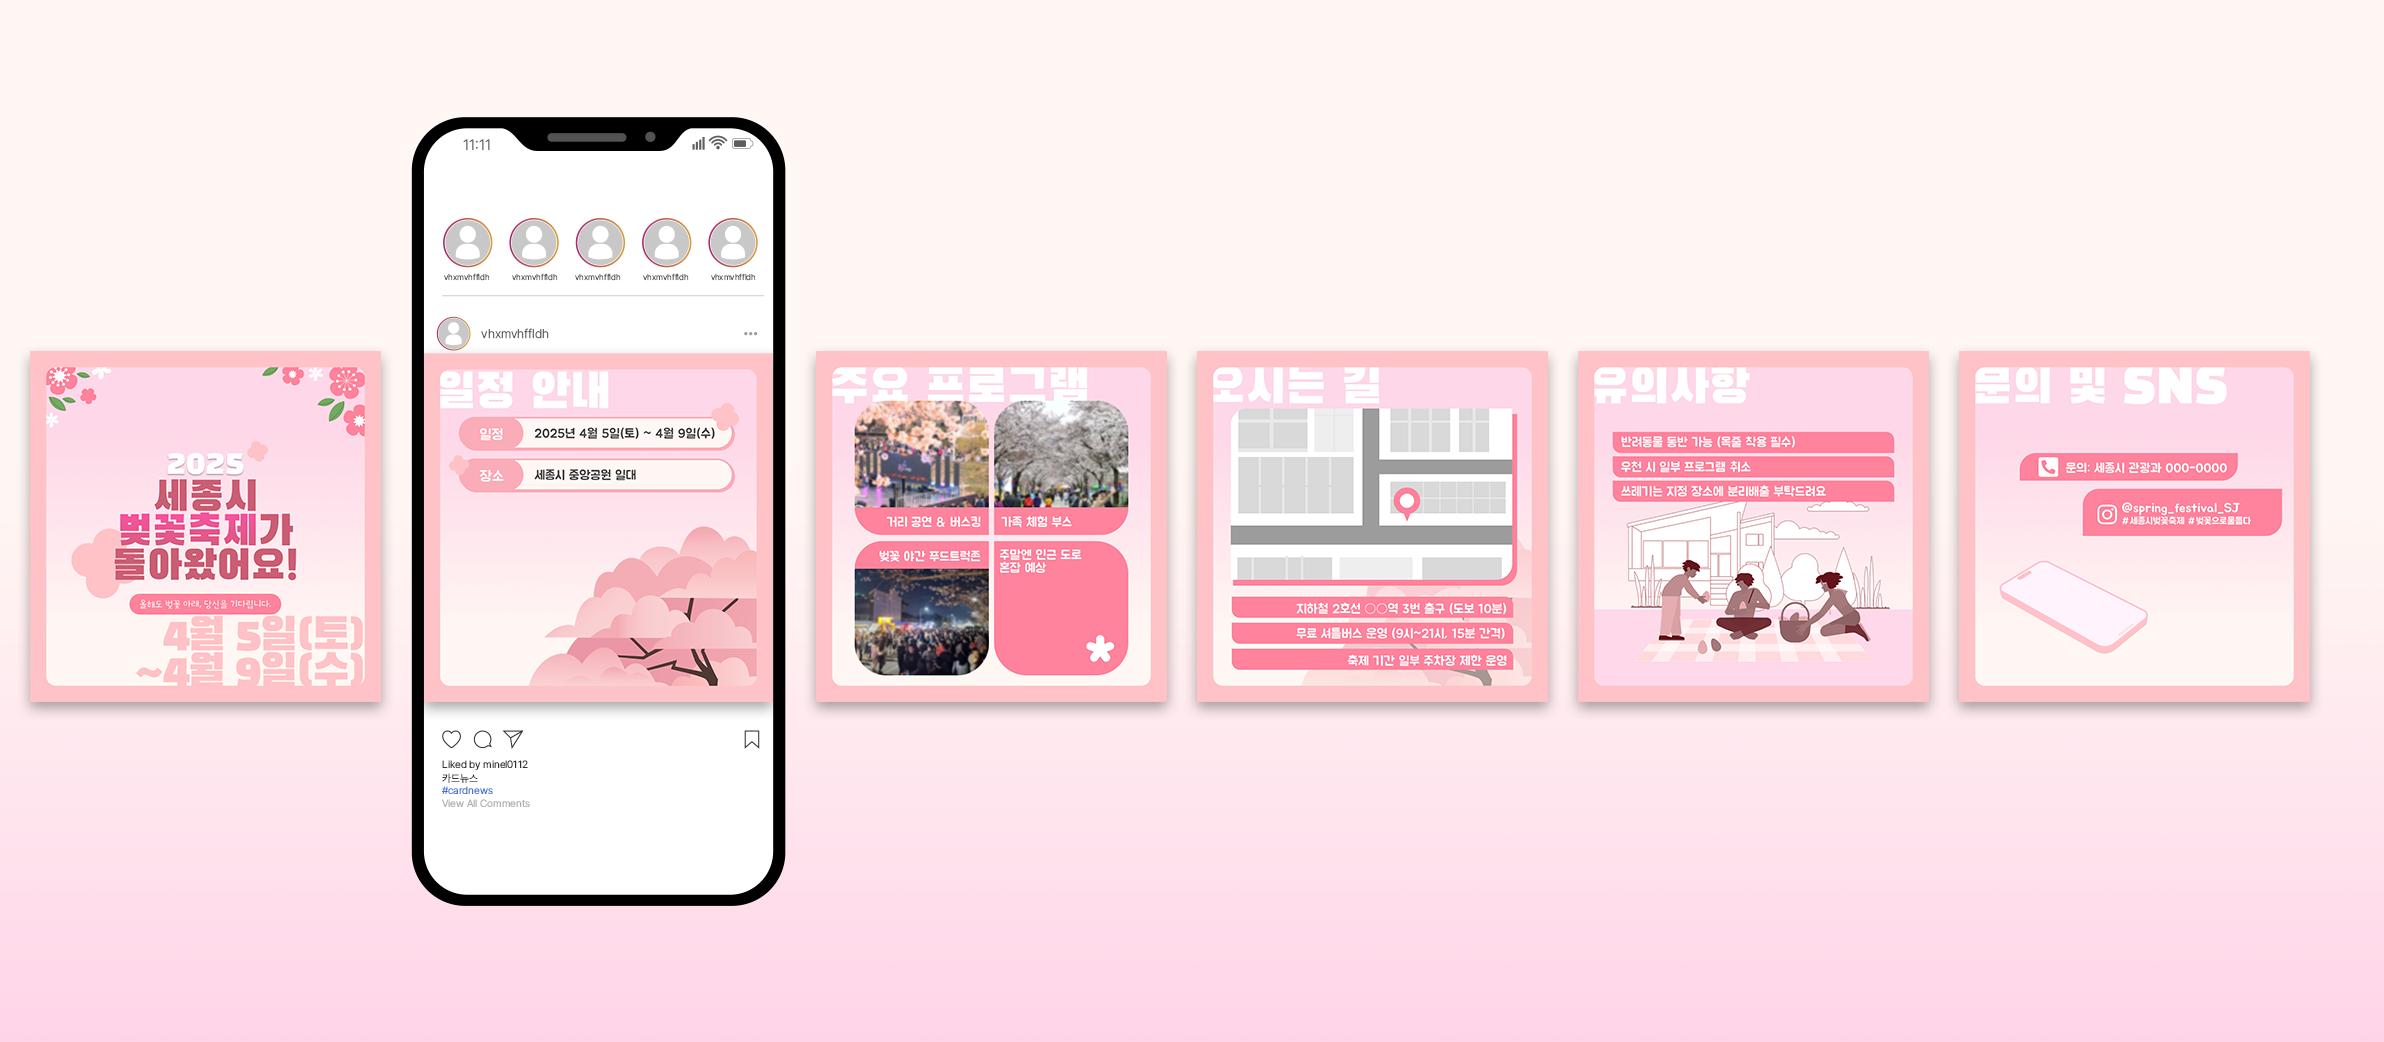 2025
세종시
벚꽃축제가
돌아왔어요!
올해도 벚꽃 아래, 당신을 기다립니다.
4월 5일(토)
~4월 9일(수)
11:11
vhxmvhffldh
vhxmvhffldh
vhxmvhffldh
vhxmvhffldh
vhxmvhffldh
vhxmvhffldh
일정 안내
일정
2025년 4월 5일(토) ~ 4월 9일(수)
장소
세종시 중앙공원 일대
Liked by minel0112
카드뉴스
#cardnews
View All Comments
주요 프로그램
거리 공연 & 버스킹
가족 체험 부스
벚꽃 야간 푸드트럭존
주말엔 인근 도로
혼잡 예상
오시는 길
지하철 2호선 ○○역 3번 출구 (도보 10분)
무료 셔틀버스 운영 (9시~21시, 15분 간격)
축제 기간 일부 주차장 제한 운영
유의사항
반려동물 동반 가능 (목줄 착용 필수)
우천 시 일부 프로그램 취소
쓰레기는 지정 장소에 분리배출 부탁드려요
문의 및 SNS
문의: 세종시 관광과 000-0000
@spring_festival_SJ
#세종시벚꽃축제 #벚꽃으로물들다